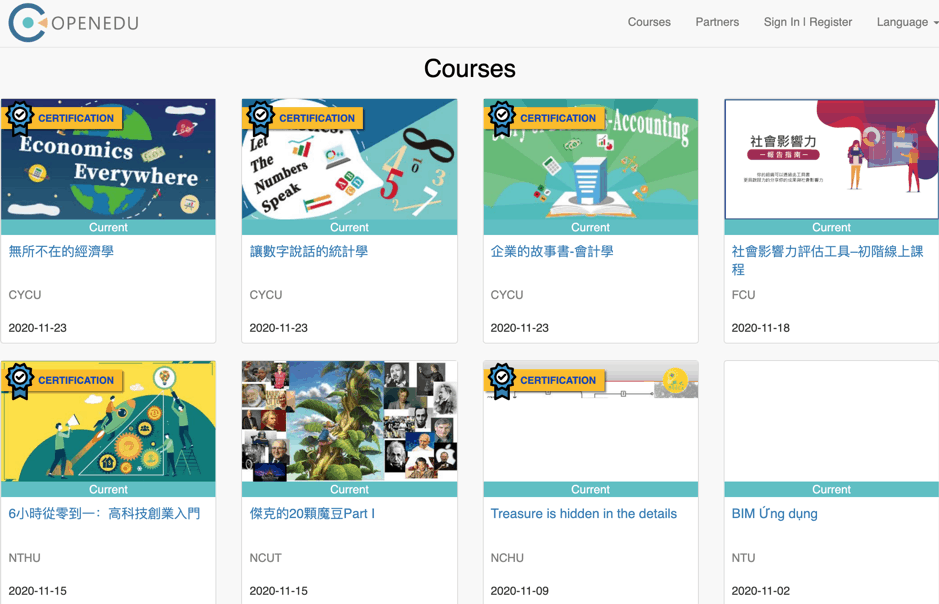 OPENEDU
Courses
Partners
Sign In | Register
Language
Courses
CERTIFICATION
Economics
Everywhere
Current
無所不在的經濟學
CYCU
2020-11-23
CERTIFICATION
Let
The
Numbers
Speak
Current
讓數字說話的統計學
CYCU
2020-11-23
CERTIFICATION
-Accounting
Current
企業的故事書-會計學
CYCU
2020-11-23
社會影響力
－報告指南－
Current
社會影響力評估工具–初階線上課
程
FCU
2020-11-18
CERTIFICATION
Current
6小時從零到一：高科技創業入門
NTHU
2020-11-15
Current
傑克的20顆魔豆Part I
NCUT
2020-11-15
CERTIFICATION
Current
Treasure is hidden in the details
NCHU
2020-11-09
Current
BIM Ứng dụng
NTU
2020-11-02